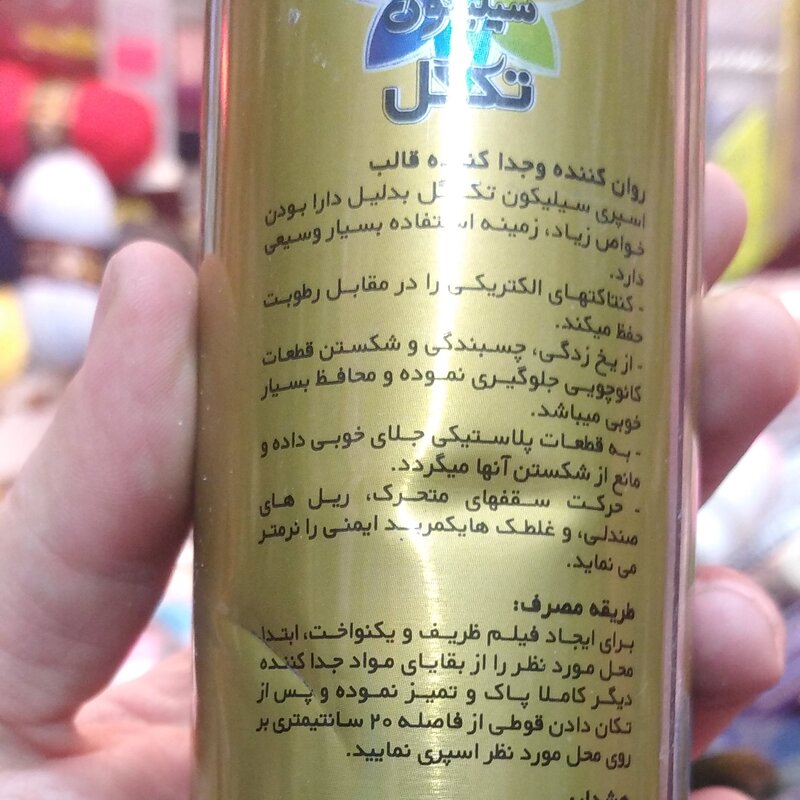 سیلیکون
تک گل
روان گننده وجدا کننده قالب
اسپری سیلیکون تک گل بدلیل دارا بودن
خواص زیاد، زمینه استفاده بسیار وسیعی
دارد.
- کنتاکتهای الکتریکی را در مقابل رطوبت
حفظ میکند.
- از یخ زدگی، چسبندگی و شکستن قطعات
کائوچویی جلوگیری نموده و محافظ بسیار
خوبی میباشد.
- به قطعات پلاستیکی جلای خوبی داده و
مانع از شکستن آنها میگردد.
- حرکت سقفهای متحرک، ریل های
صندلی، و غلطک هایکمربند ایمنی را نرمتر
می نماید.
طریقه مصرف:
برای ایجاد فیلم ظریف و یکنواخت، ابتدا
محل مورد نظر را از بقایای مواد جدا کننده
دیگر کاملا پاک و تمیز نموده و پس از
تکان دادن قوطی از فاصله ۲۰ سانتیمتری بر
روی محل مورد نظر اسپری نمایید.